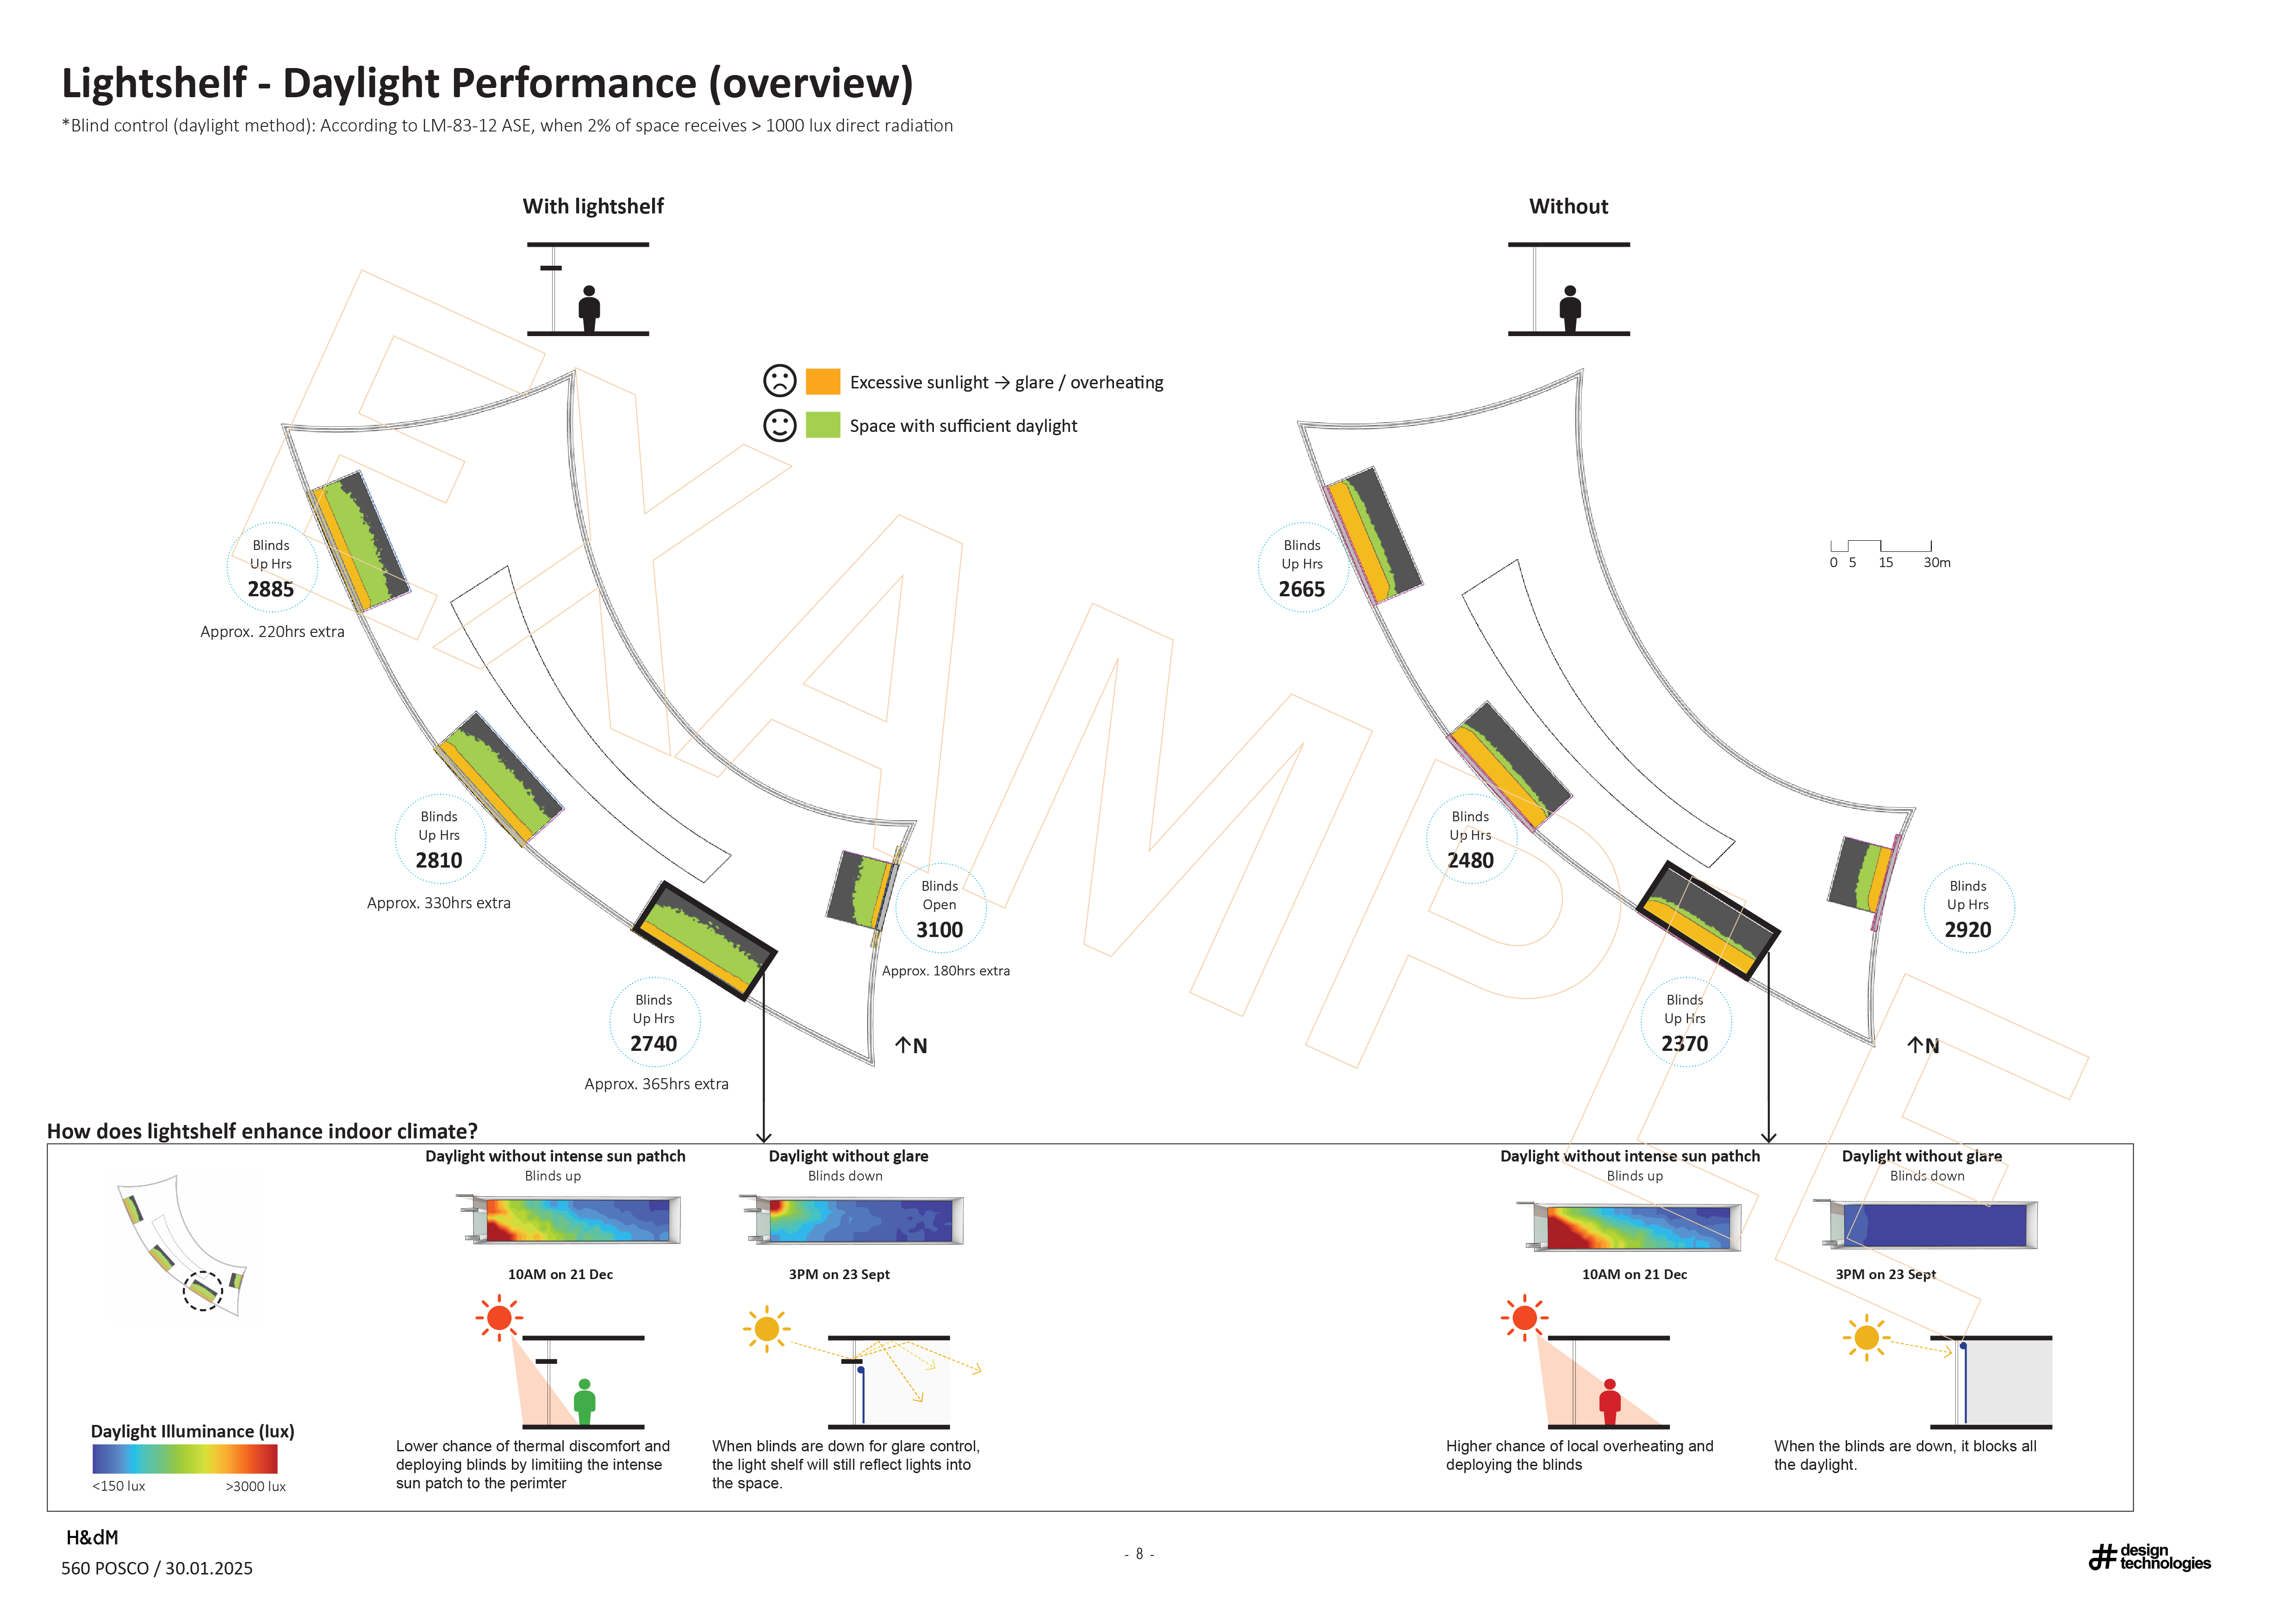 Lightshelf - Daylight Performance (overview)
*Blind control (daylight method): According to LM-83-12 ASE, when 2% of space receives > 1000 lux direct radiation
With lightshelf
Without
Excessive sunlight → glare / overheating
Space with sufficient daylight
Blinds
Up Hrs
2885
Approx. 220hrs extra
Blinds
Up Hrs
2810
Approx. 330hrs extra
Blinds
Up Hrs
2740
Approx. 365hrs extra
Blinds
Open
3100
Approx. 180hrs extra
↑N
Blinds
Up Hrs
2665
Blinds
Up Hrs
2480
Blinds
Up Hrs
2370
Blinds
Up Hrs
2920
0 5 15 30m
↑N
EXAMPLE
How does lightshelf enhance indoor climate?
Daylight without intense sun pathch
Blinds up
10AM on 21 Dec
Lower chance of thermal discomfort and
deploying blinds by limitiing the intense
sun patch to the perimter
Daylight without glare
Blinds down
3PM on 23 Sept
When blinds are down for glare control,
the light shelf will still reflect lights into
the space.
Daylight without intense sun pathch
Blinds up
10AM on 21 Dec
Higher chance of local overheating and
deploying the blinds
Daylight without glare
Blinds down
3PM on 23 Sept
When the blinds are down, it blocks all
the daylight.
Daylight Illuminance (lux)
<150 lux >3000 lux
H&dM
560 POSCO / 30.01.2025
- 8 -
design
technologies